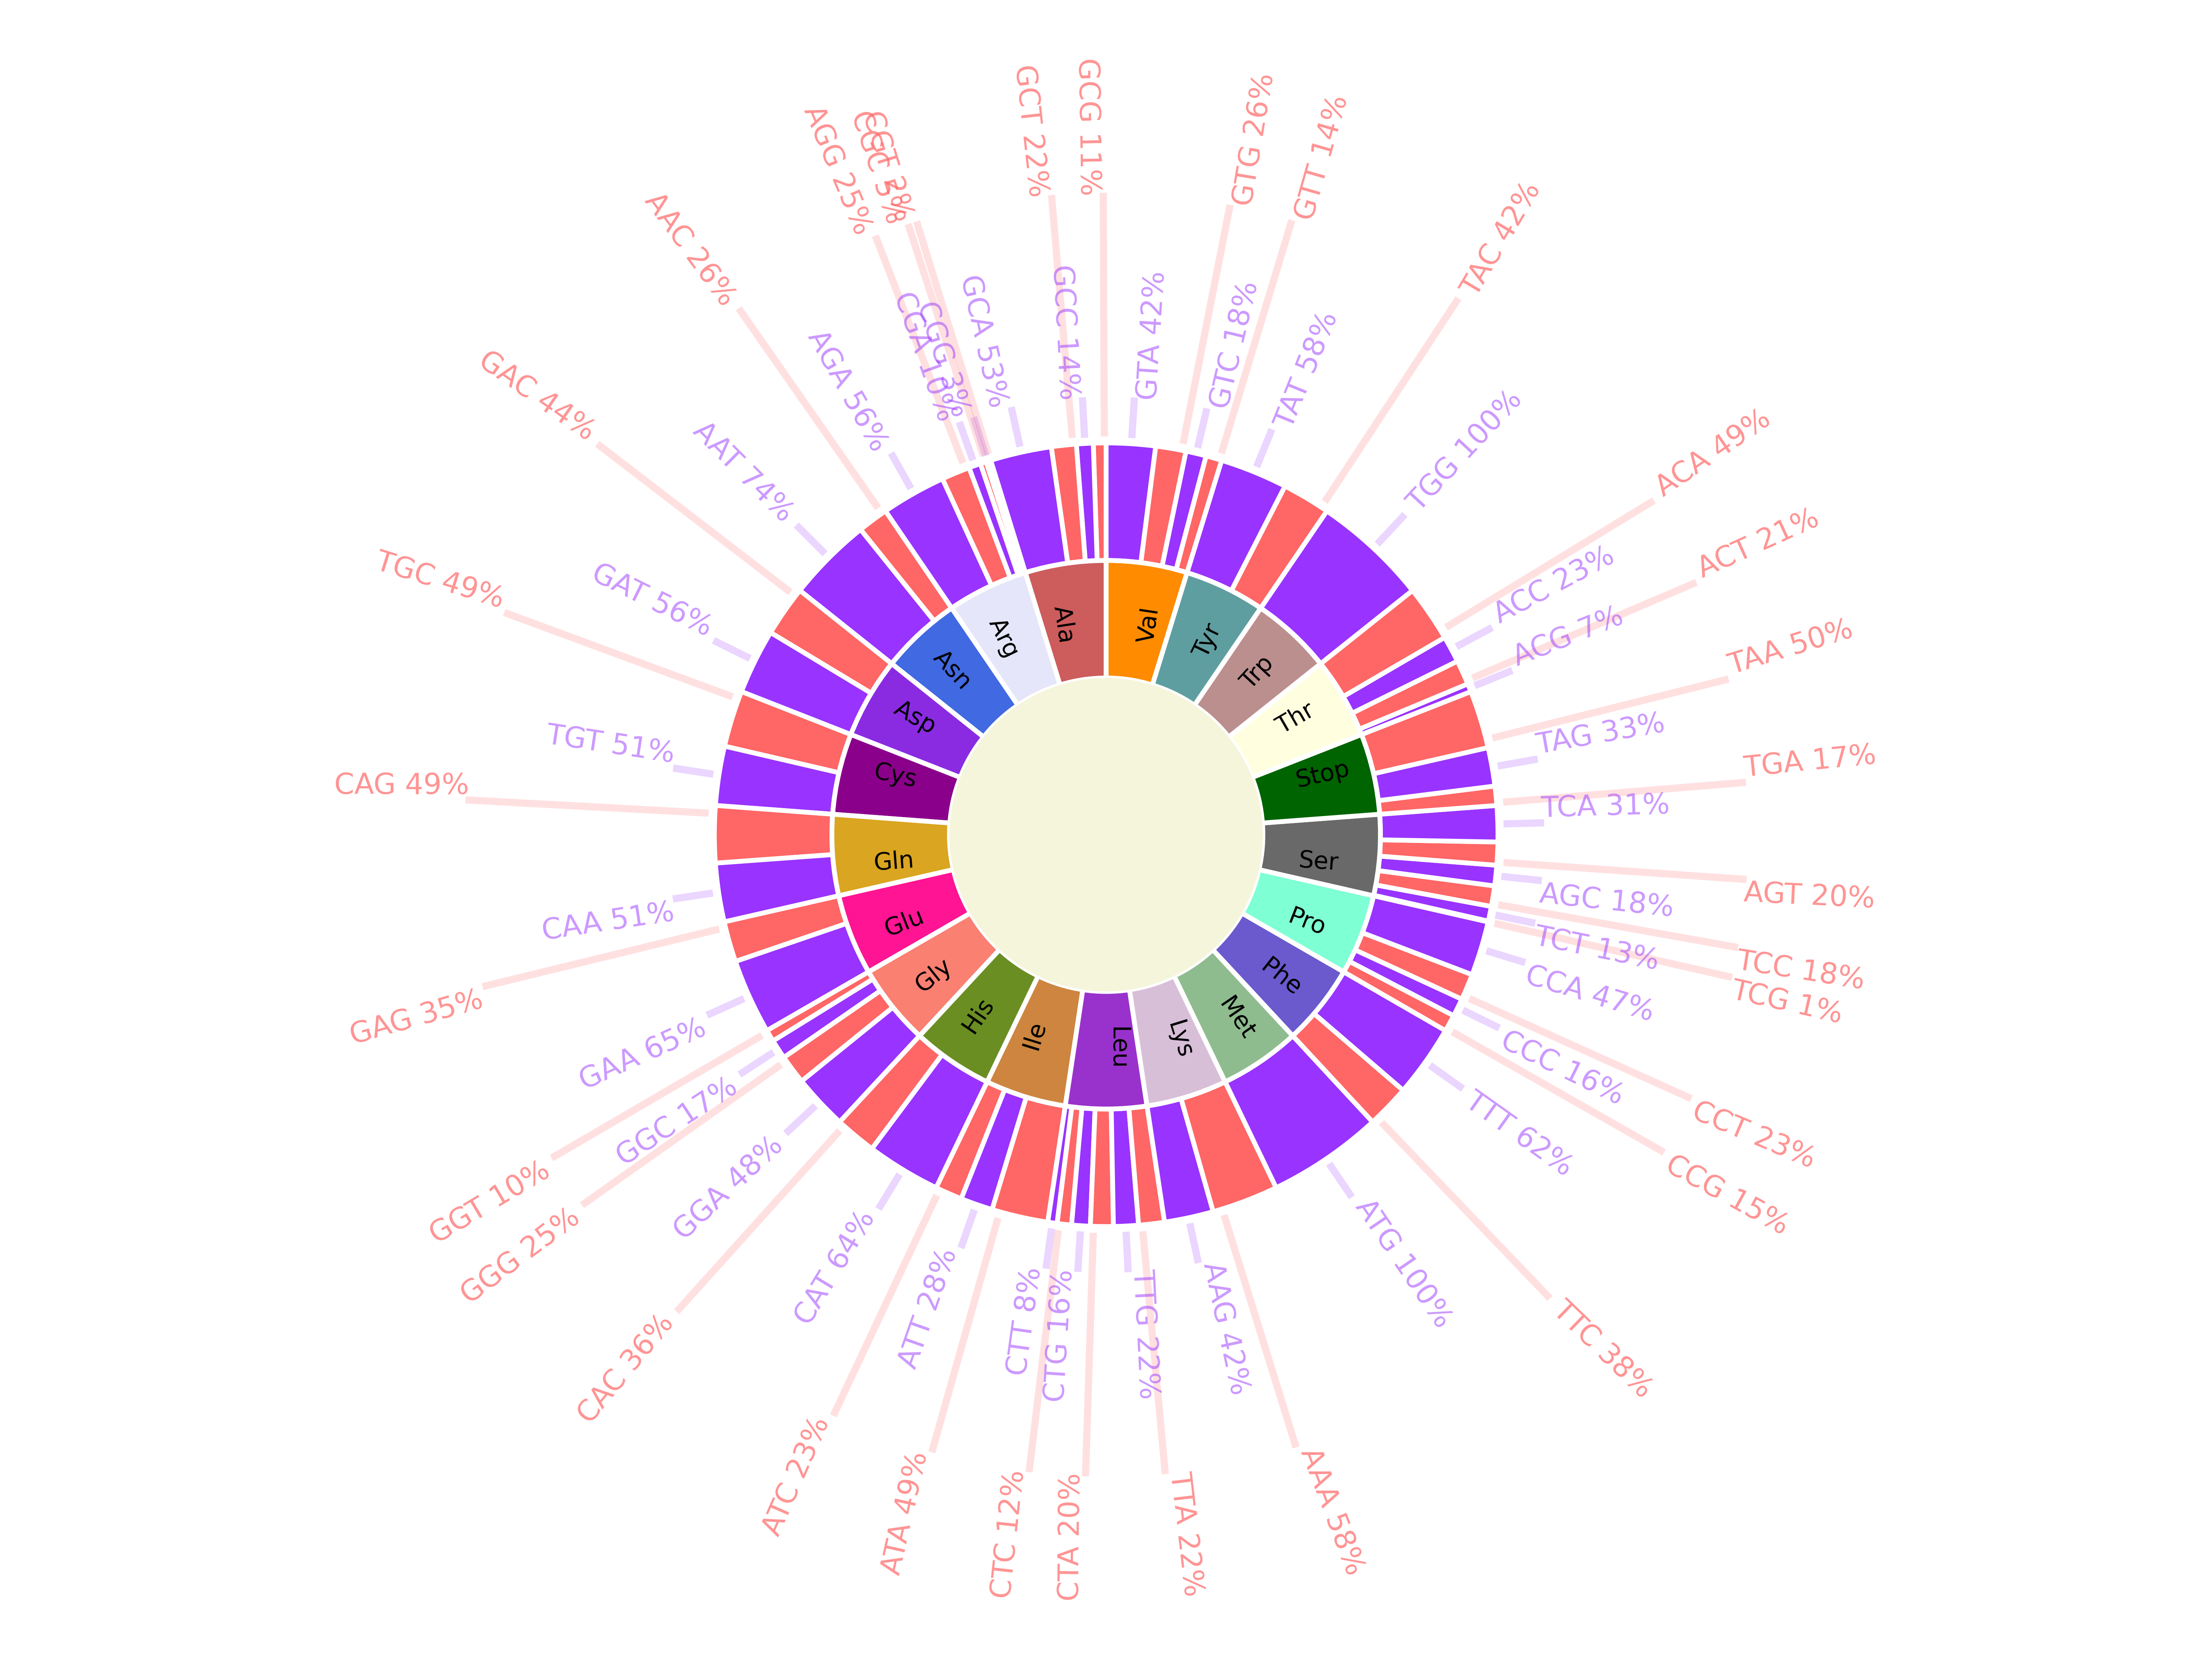 Val
GTA 42%
GTG 26%
GTC 18%
GTT 14%
Tyr
TAT 58%
TAC 42%
Trp
TGG 100%
Thr
ACA 49%
ACC 23%
ACT 21%
ACG 7%
Stop
TAA 50%
TAG 33%
TGA 17%
Ser
TCA 31%
AGT 20%
AGC 18%
TCC 18%
TCT 13%
TCG 1%
Pro
CCA 47%
CCT 23%
CCC 16%
CCG 15%
Phe
TTT 62%
TTC 38%
Met
ATG 100%
Lys
AAA 58%
AAG 42%
Leu
TTA 22%
TTG 22%
CTA 20%
CTG 16%
CTC 12%
CTT 8%
Ile
ATA 49%
ATT 28%
ATC 23%
His
CAT 64%
CAC 36%
Gly
GGA 48%
GGG 25%
GGC 17%
GGT 10%
Glu
GAA 65%
GAG 35%
Gln
CAA 51%
CAG 49%
Cys
TGT 51%
TGC 49%
Asp
GAT 56%
GAC 44%
Asn
AAT 74%
AAC 26%
Arg
AGA 56%
AGG 25%
CGA 10%
CGC 5%
CGG 3%
Ala
GCA 53%
GCT 22%
GCC 14%
GCG 11%